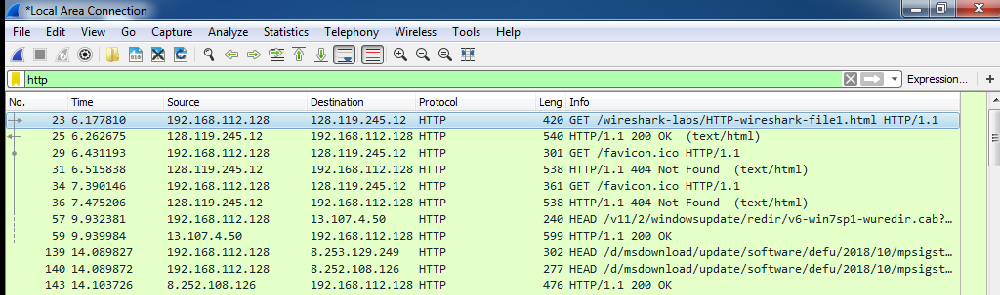 *Local Area Connection
File Edit View Go Capture Analyze Statistics Telephony Wireless Tools Help
http Expression... +
No. Time Source Destination Protocol Leng Info
23 6.177810 192.168.112.128 128.119.245.12 HTTP 420 GET /wireshark-labs/HTTP-wireshark-file1.html HTTP/1.1
25 6.262675 128.119.245.12 192.168.112.128 HTTP 540 HTTP/1.1 200 OK (text/html)
29 6.431193 192.168.112.128 128.119.245.12 HTTP 301 GET /favicon.ico HTTP/1.1
31 6.515838 128.119.245.12 192.168.112.128 HTTP 538 HTTP/1.1 404 Not Found (text/html)
34 7.390146 192.168.112.128 128.119.245.12 HTTP 361 GET /favicon.ico HTTP/1.1
36 7.475206 128.119.245.12 192.168.112.128 HTTP 538 HTTP/1.1 404 Not Found (text/html)
57 9.932381 192.168.112.128 13.107.4.50 HTTP 240 HEAD /v11/2/windowsupdate/redir/v6-win7sp1-wuredir.cab?...
59 9.939984 13.107.4.50 192.168.112.128 HTTP 599 HTTP/1.1 200 OK
139 14.089827 192.168.112.128 8.253.129.249 HTTP 302 HEAD /d/msdownload/update/software/defu/2018/10/mpsigst...
140 14.089872 192.168.112.128 8.252.108.126 HTTP 277 HEAD /d/msdownload/update/software/defu/2018/10/mpsigst...
143 14.103726 8.252.108.126 192.168.112.128 HTTP 476 HTTP/1.1 200 OK